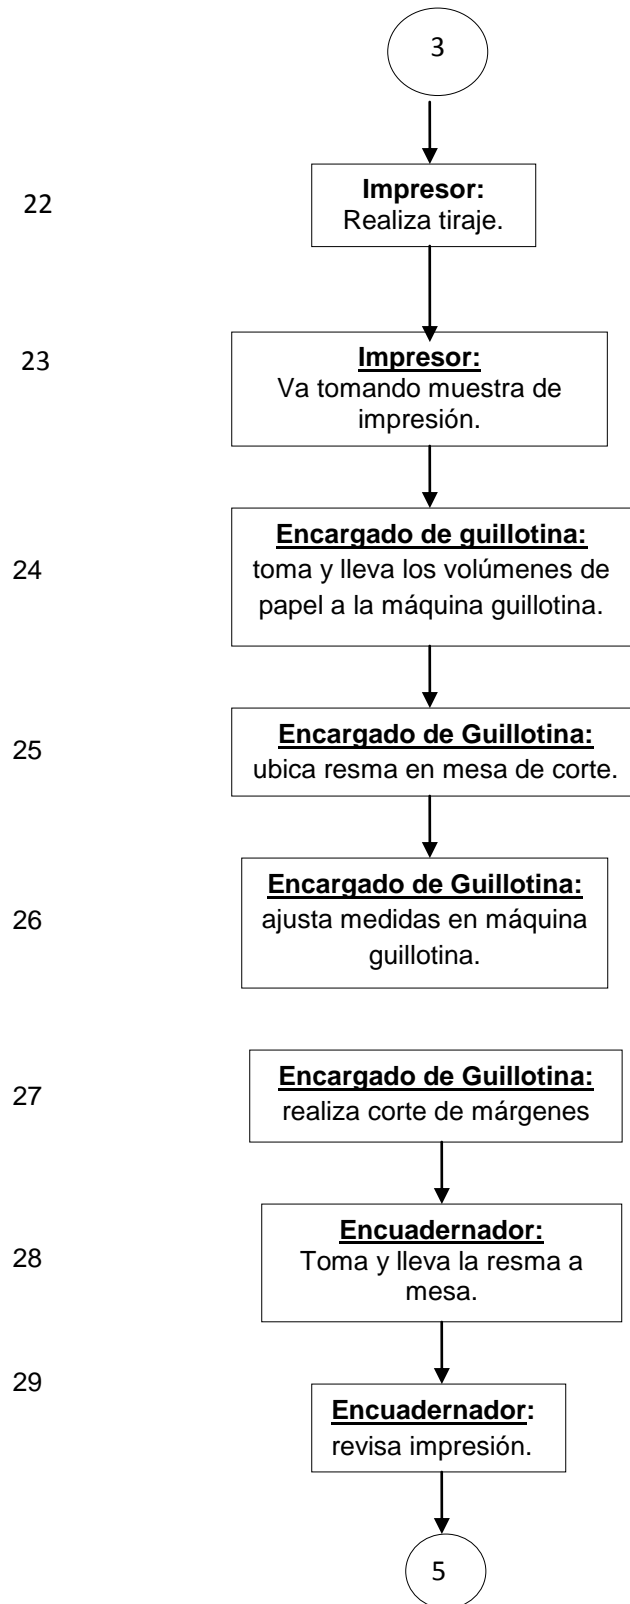 3
22
Impresor:
Realiza tiraje.
23
Impresor:
Va tomando muestra de
impresión.
24
Encargado de guillotina:
toma y lleva los volúmenes de
papel a la máquina guillotina.
25
Encargado de Guillotina:
ubica resma en mesa de corte.
26
Encargado de Guillotina:
ajusta medidas en máquina
guillotina.
27
Encargado de Guillotina:
realiza corte de márgenes
28
Encuadernador:
Toma y lleva la resma a
mesa.
29
Encuadernador:
revisa impresión.
5